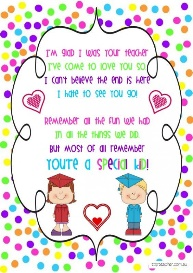 I'm glad I was your teacher
I've come to love you so
I can't believe the end is here
I hate to see you go!
Remember all the fun we had
In all the things we did
But most of all remember
You're a special kid!